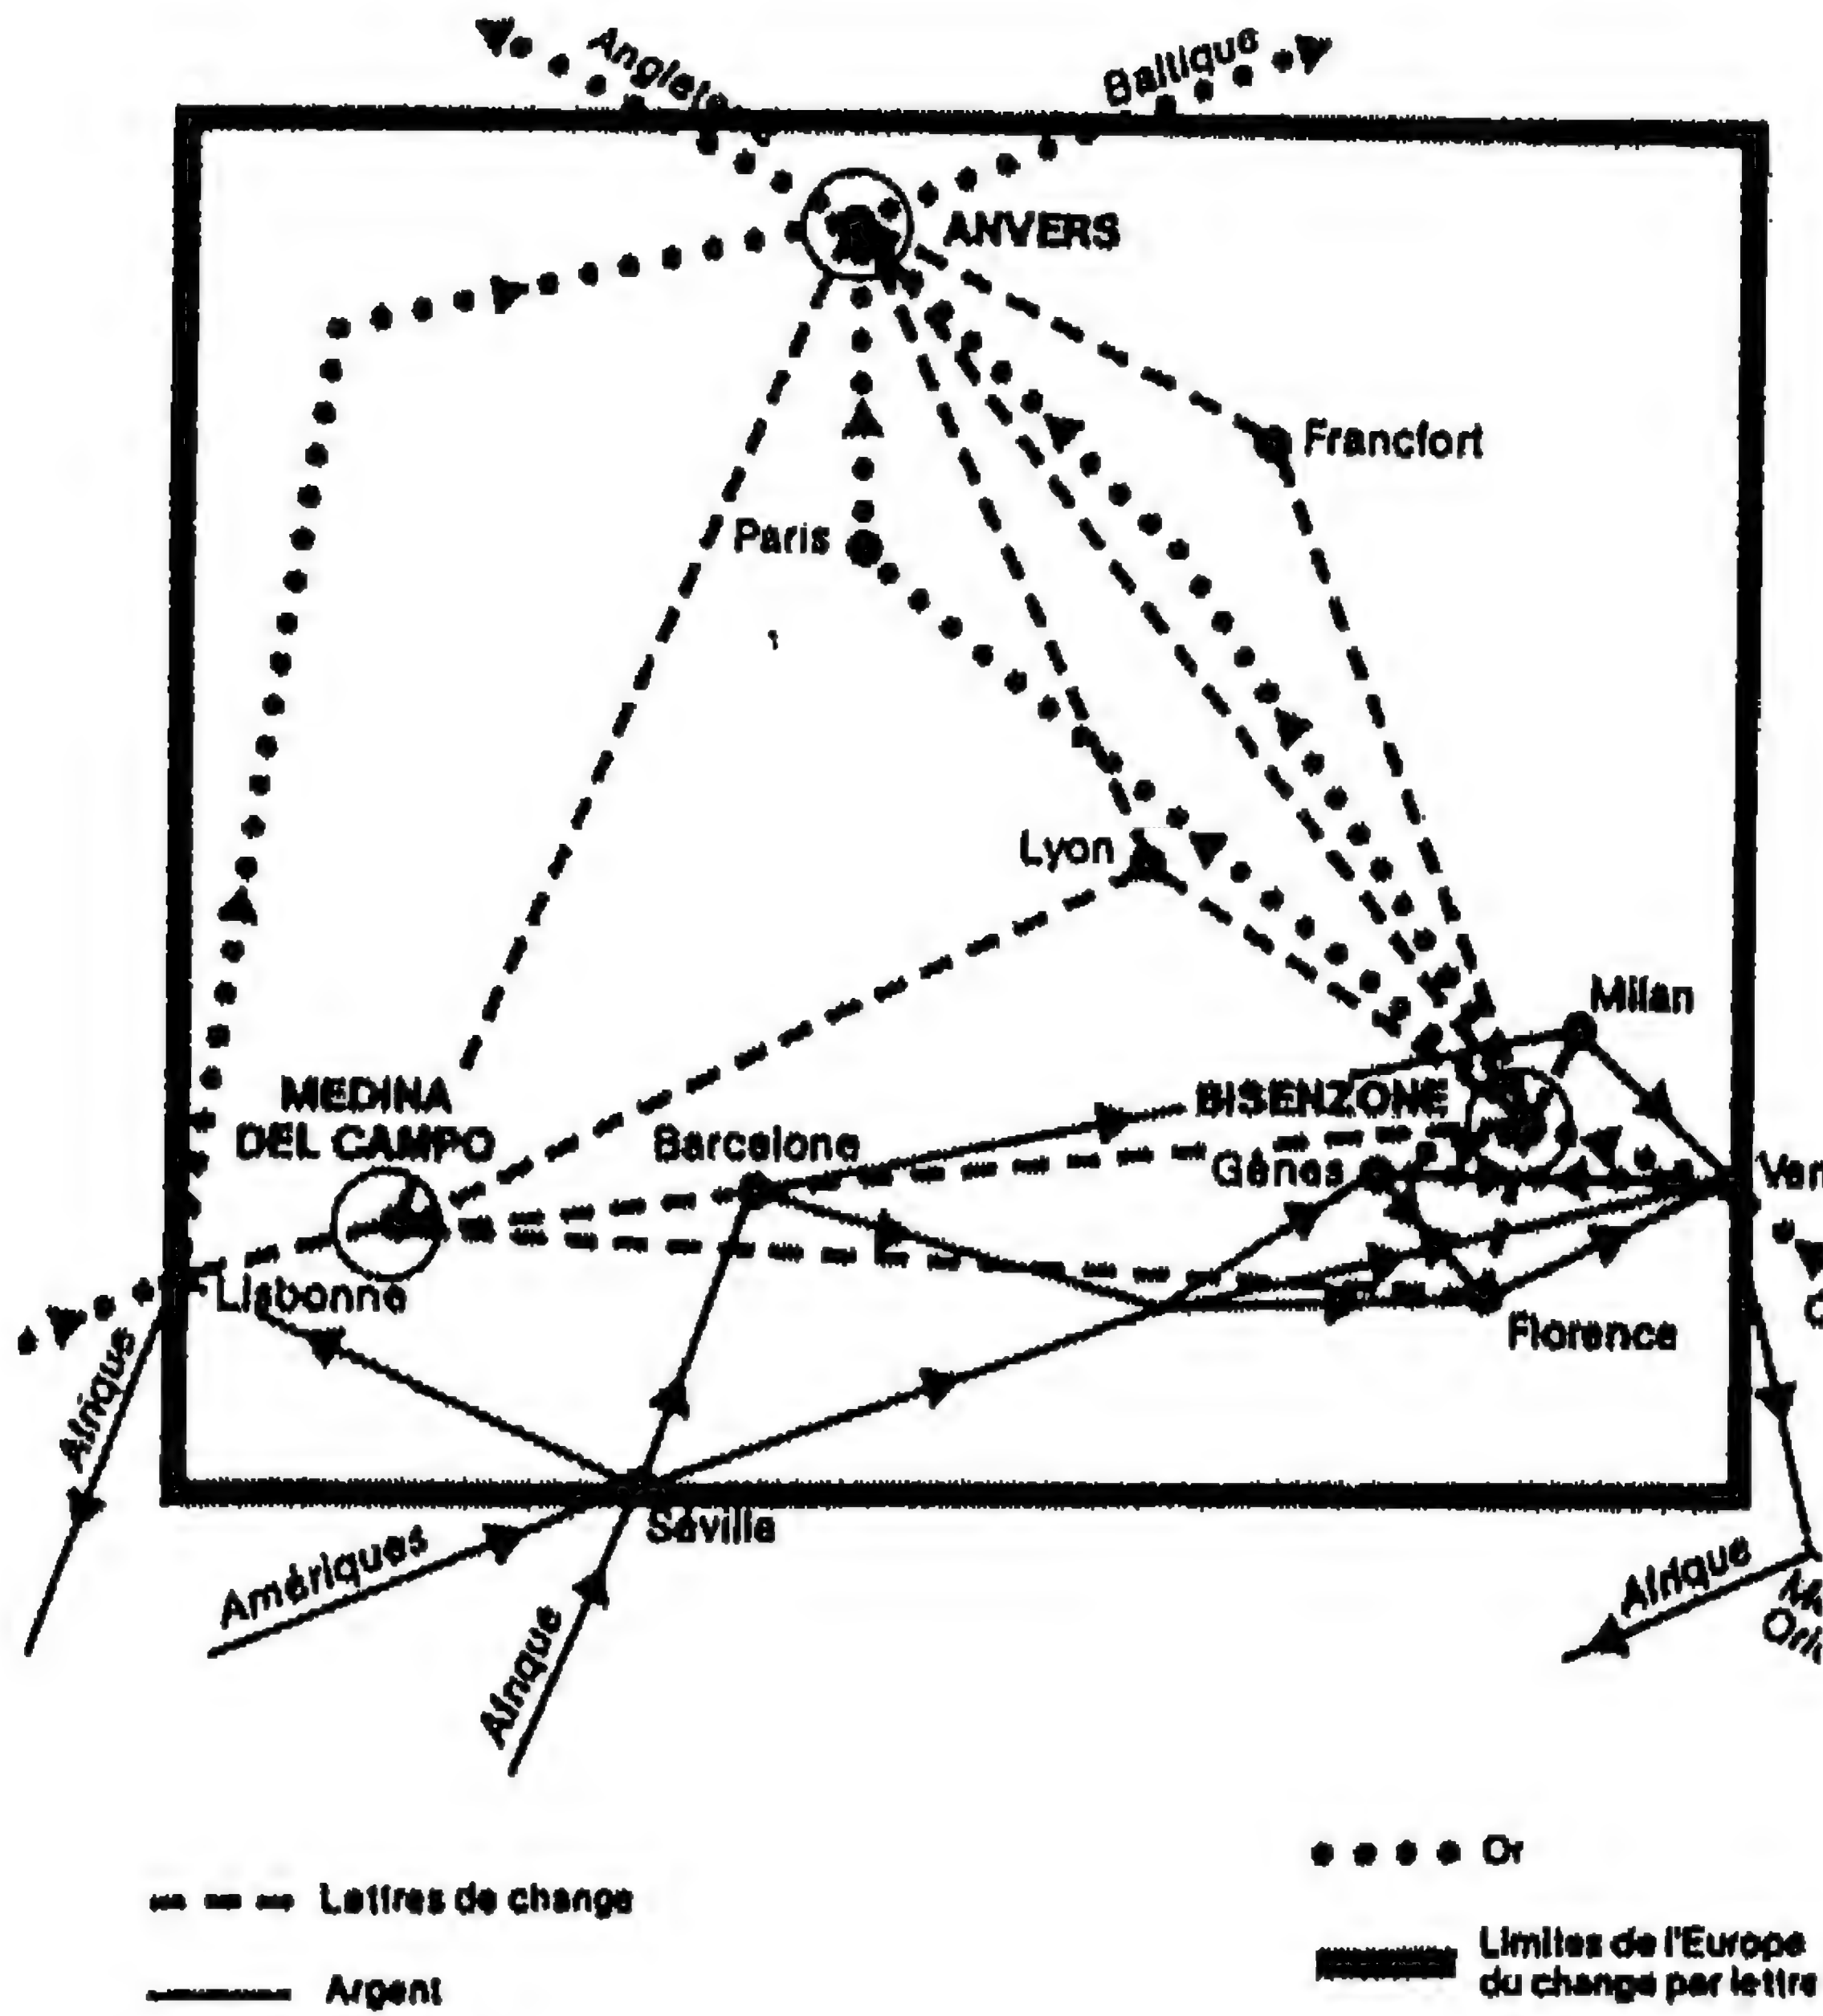 Baltique
ANVERS
Francfort
Paris
Lyon
Milan
MEDINA
DEL CAMPO
BISENZONE
Barcelone
Gênes
Lisbonne
Florence
Afrique
Séville
Amériques
Afrique
Afrique
Or
Lettres de change
Limites de l'Europe
du change par lettre
Argent